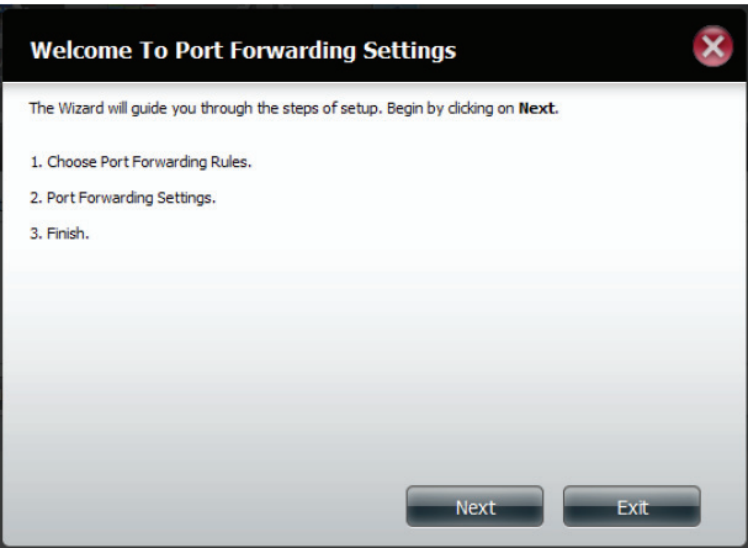 Welcome To Port Forwarding Settings
The Wizard will guide you through the steps of setup. Begin by clicking on Next.
1. Choose Port Forwarding Rules.
2. Port Forwarding Settings.
3. Finish.
Next Exit